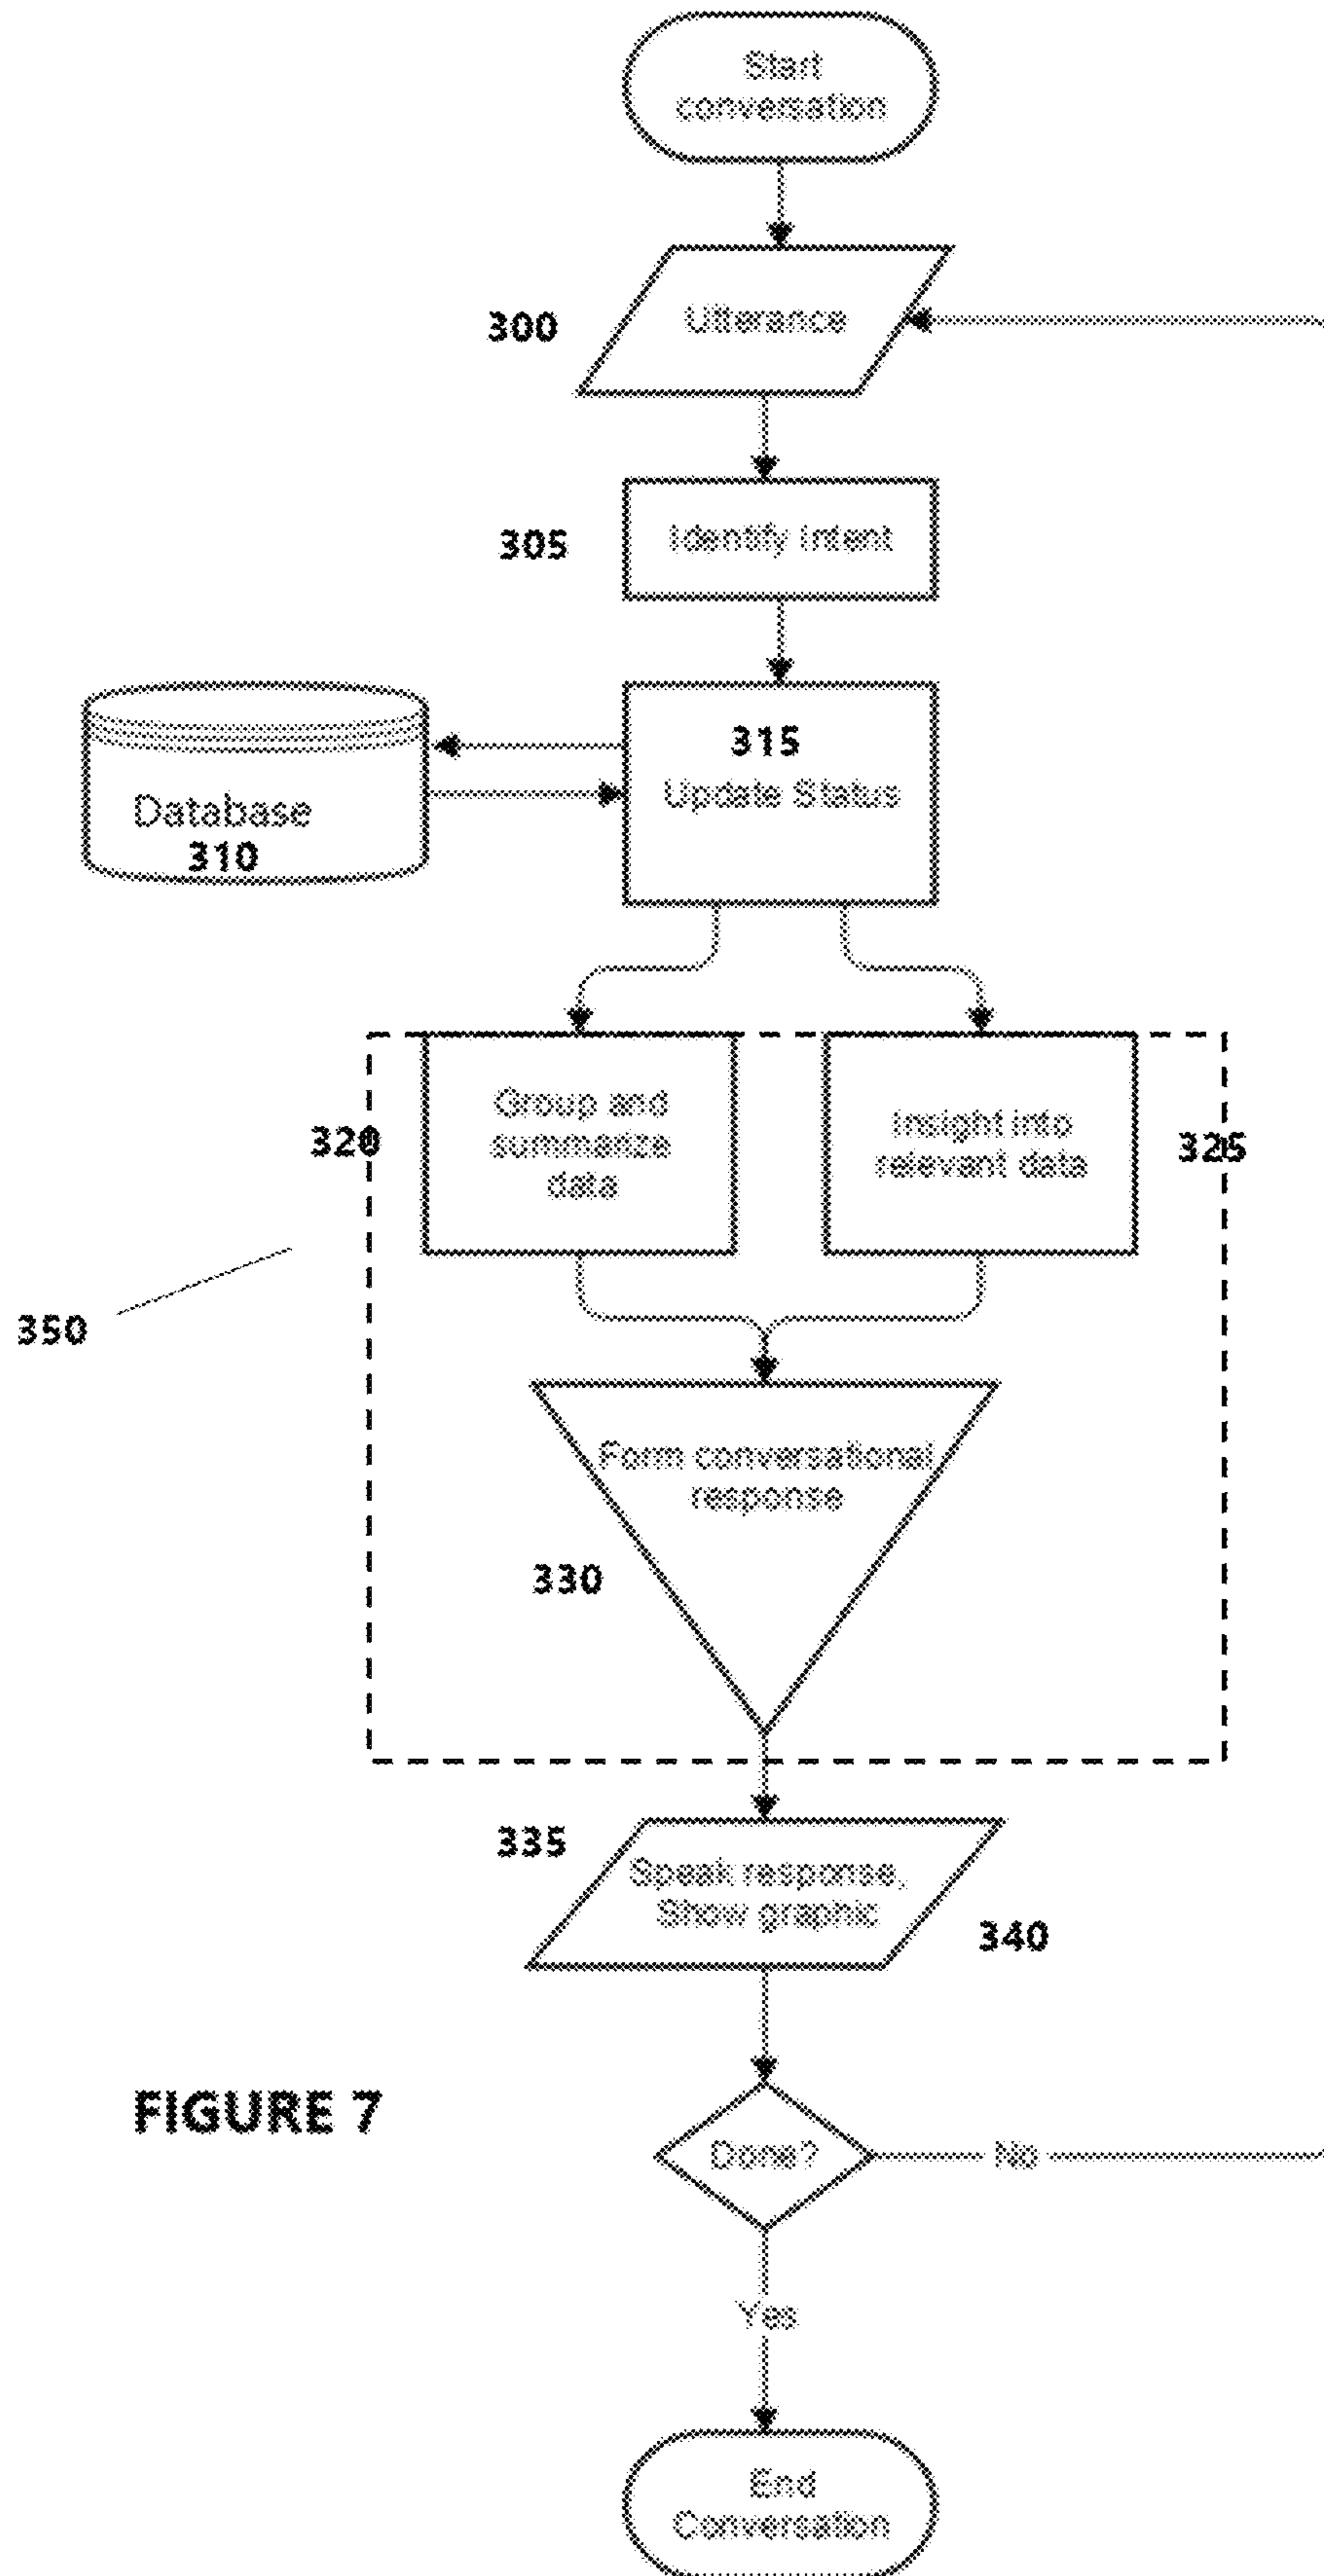 Start
conversation
300
Utterance
305
Identify intent
315
Update Status
Database
310
320
Group and
summarize
data
Insight into
relevant data
325
350
Form conversational
response
330
335
Speak response,
Show graphic
340
FIGURE 7
Done?
No
Yes
End
Conversation